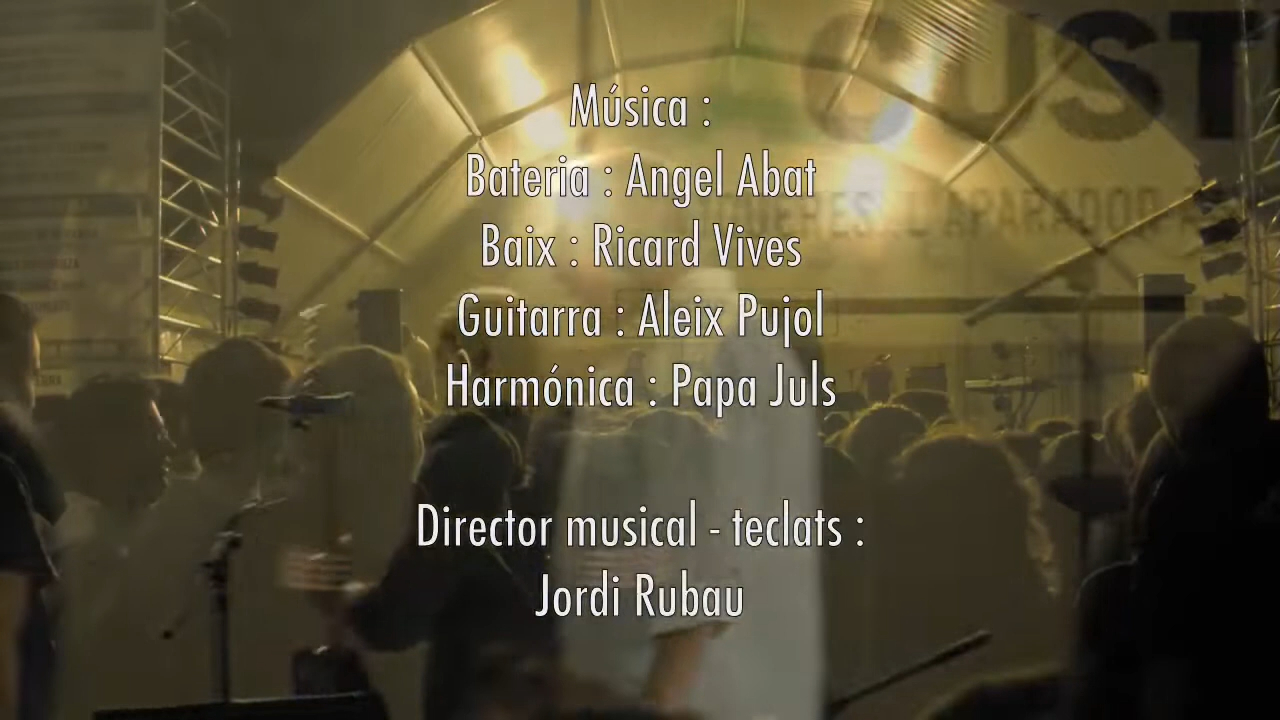 Música :
Bateria : Angel Abat
Baix : Ricard Vives
Guitarra : Aleix Pujol
Harmónica : Papa Juls
Director musical - teclats :
Jordi Rubau